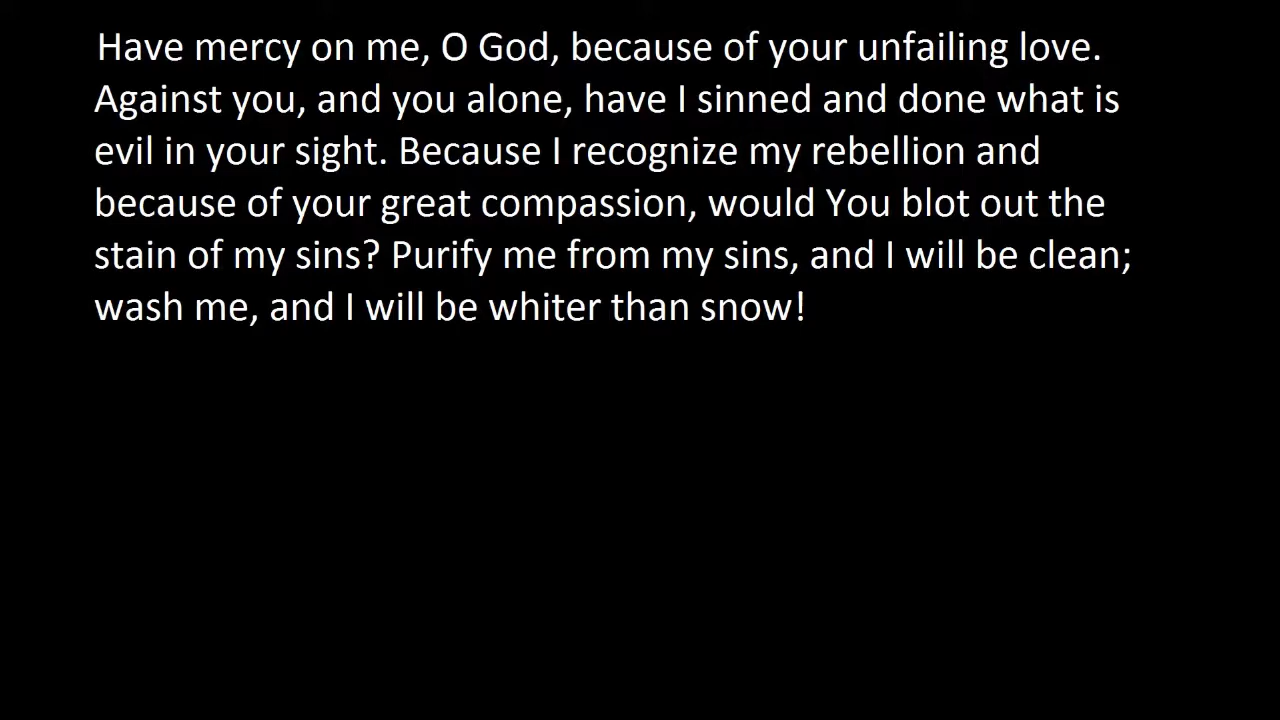 Have mercy on me, O God, because of your unfailing love.
Against you, and you alone, have I sinned and done what is
evil in your sight. Because I recognize my rebellion and
because of your great compassion, would You blot out the
stain of my sins? Purify me from my sins, and I will be clean;
wash me, and I will be whiter than snow!